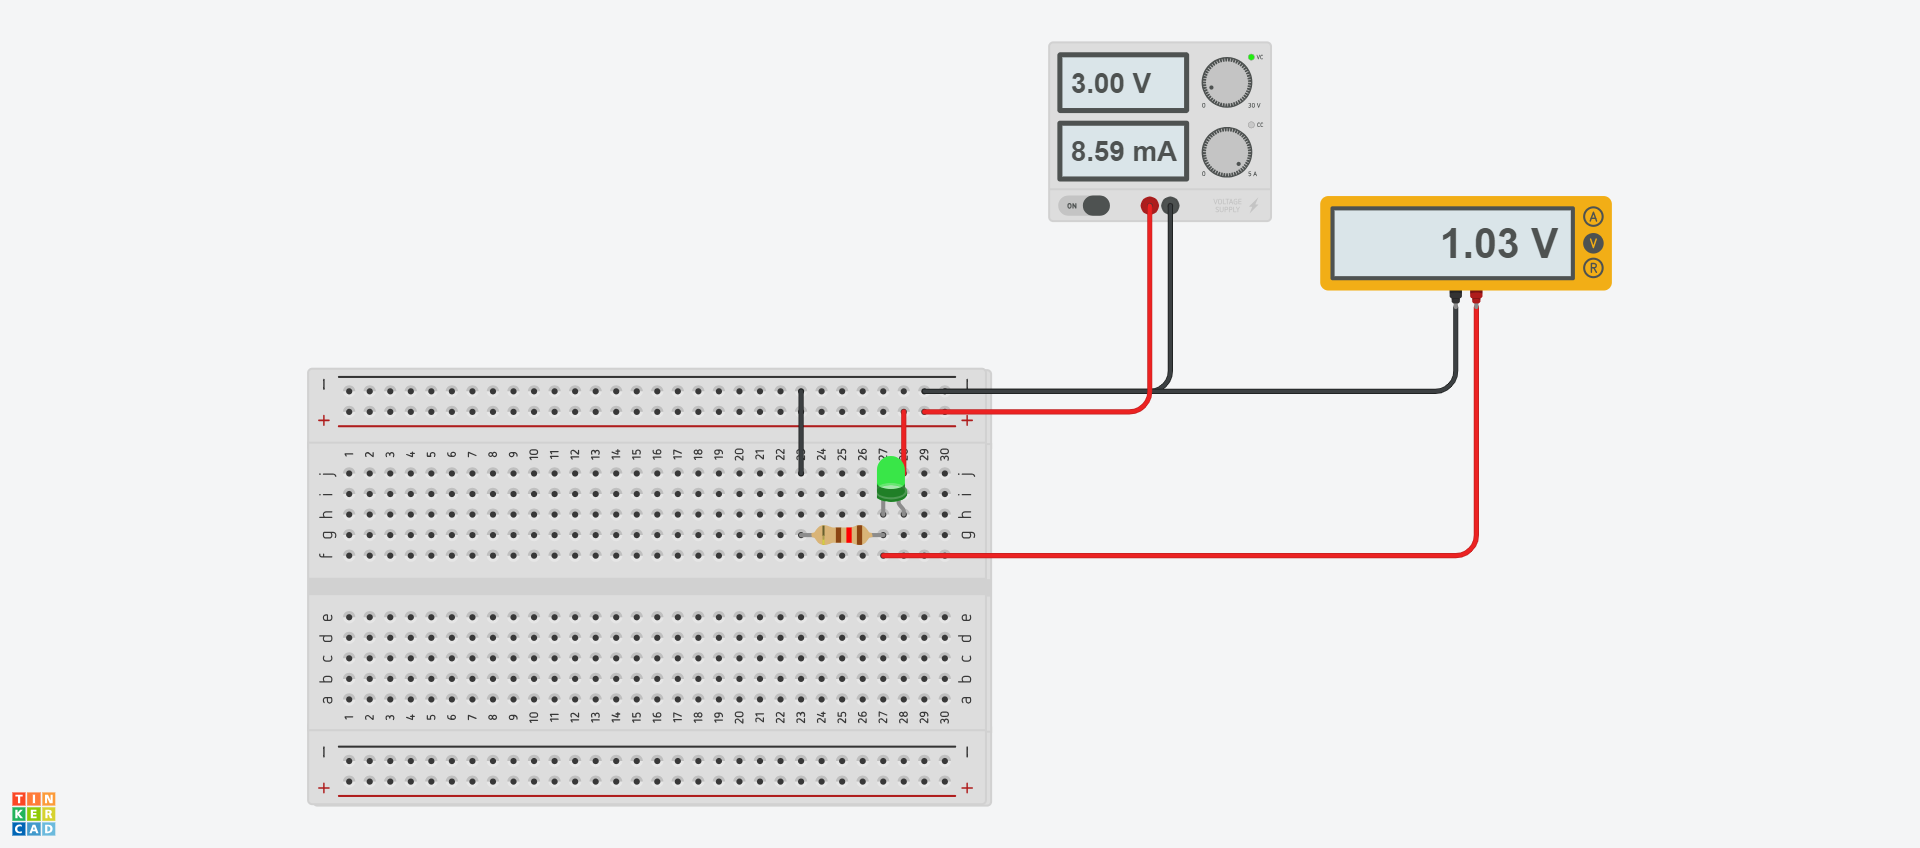 3.00 V
VC
0
30 V
8.59 mA
CC
0
5 A
ON
VOLTAGE
SUPPLY
1.03 V
A
V
R
− −
+ +
1 2 3 4 5 6 7 8 9 10 11 12 13 14 15 16 17 18 19 20 21 22 24 25 26 27 29 30
j j
i i
h h
g g
f f
e e
d d
c c
b b
a a
1 2 3 4 5 6 7 8 9 10 11 12 13 14 15 16 17 18 19 20 21 22 23 24 25 26 27 28 29 30
− −
+ +
TIN
KER
CAD